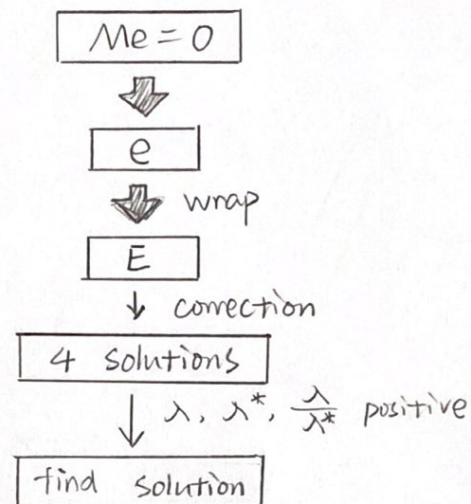 Me = 0
e
wrap
E
correction
4 solutions
λ, λ*, λ/λ* positive
find solution